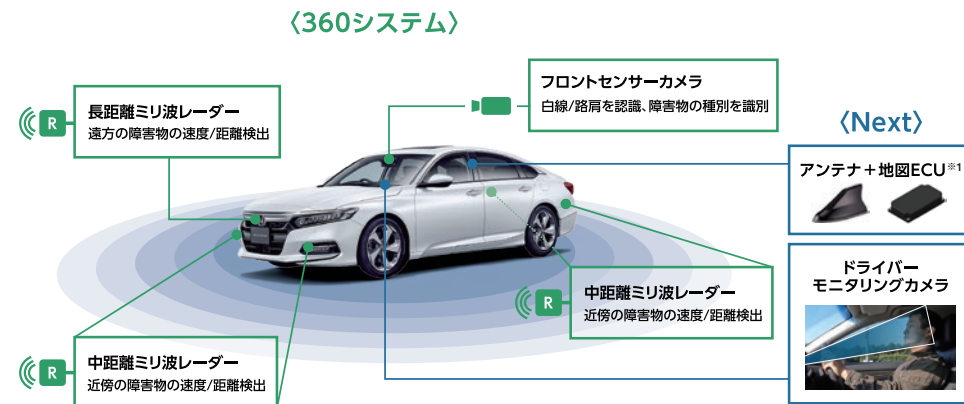 〈360システム〉
フロントセンサーカメラ
白線/路肩を認識、障害物の種別を識別
R
長距離ミリ波レーダー
遠方の障害物の速度/距離検出
〈Next〉
アンテナ+地図ECU※1
ドライバー
モニタリングカメラ
R
中距離ミリ波レーダー
近傍の障害物の速度/距離検出
R
中距離ミリ波レーダー
近傍の障害物の速度/距離検出